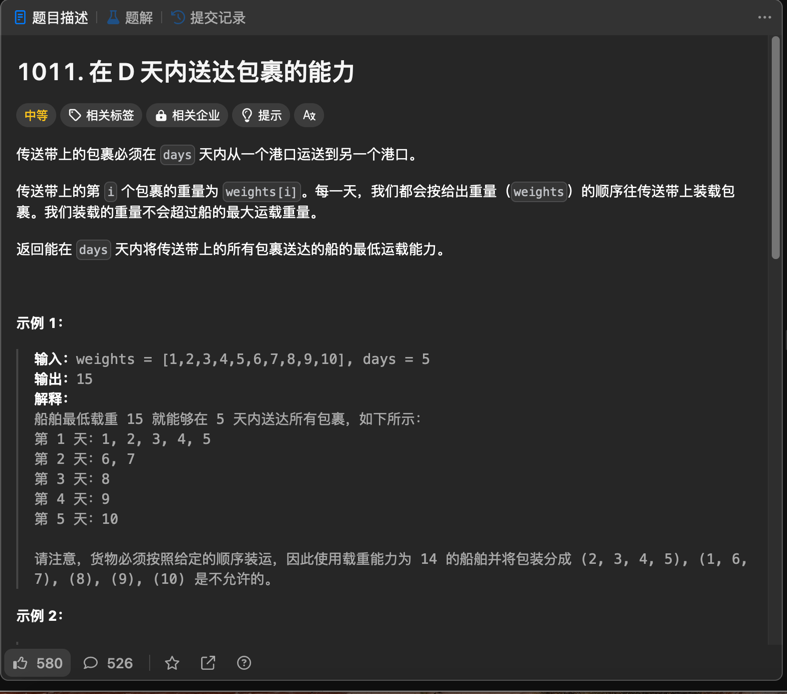 题目描述 题解 提交记录
1011. 在 D 天内送达包裹的能力
中等 相关标签 相关企业 提示
传送带上的包裹必须在 days 天内从一个港口运送到另一个港口。
传送带上的第 i 个包裹的重量为 weights[i]。每一天，我们都会按给出重量（weights）的顺序往传送带上装载包
裹。我们装载的重量不会超过船的最大运载重量。
返回能在 days 天内将传送带上的所有包裹送达的船的最低运载能力。
示例 1：
输入：weights = [1,2,3,4,5,6,7,8,9,10], days = 5
输出：15
解释：
船舶最低载重 15 就能够在 5 天内送达所有包裹，如下所示：
第 1 天：1, 2, 3, 4, 5
第 2 天：6, 7
第 3 天：8
第 4 天：9
第 5 天：10
请注意，货物必须按照给定的顺序装运，因此使用载重能力为 14 的船舶并将包装分成 (2, 3, 4, 5), (1, 6,
7), (8), (9), (10) 是不允许的。
示例 2：
580 526